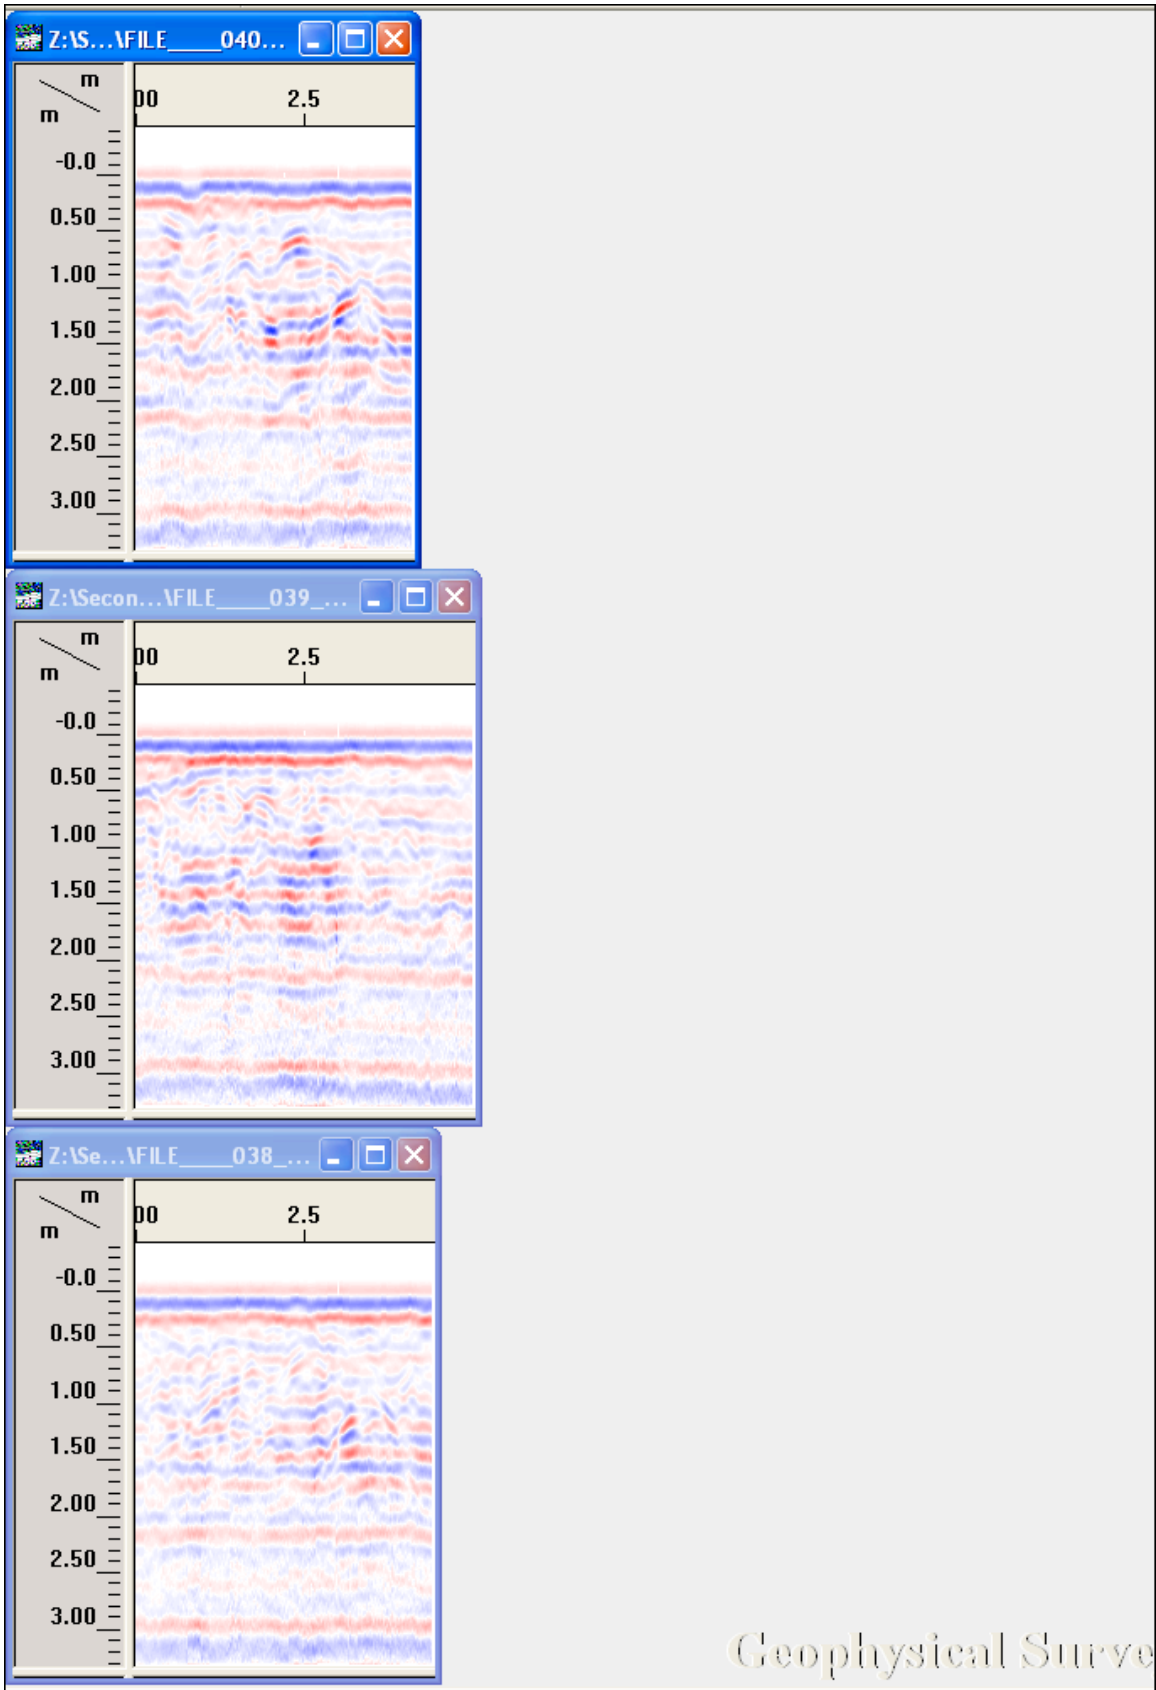 Z:\S...\FILE____040...
m
m
00
2.5
-0.0
0.50
1.00
1.50
2.00
2.50
3.00
Z:\Secon...\FILE____039_...
m
m
00
2.5
-0.0
0.50
1.00
1.50
2.00
2.50
3.00
Z:\Se...\FILE____038_...
m
m
00
2.5
-0.0
0.50
1.00
1.50
2.00
2.50
3.00
Geophysical Surve